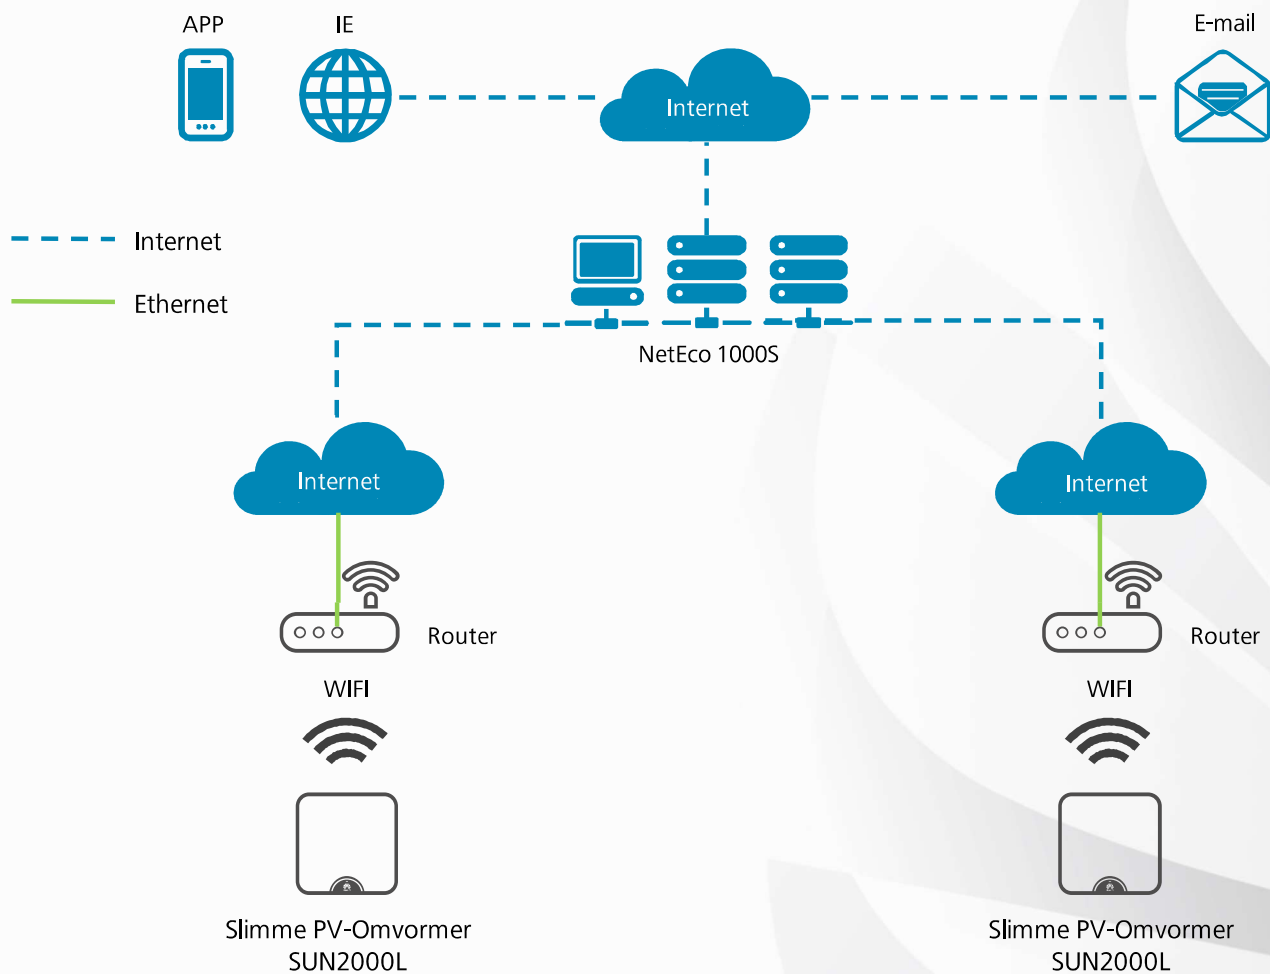 APP
IE
E-mail
Internet
Internet
Ethernet
NetEco 1000S
Internet
Internet
Router
Router
WIFI
WIFI
Slimme PV-Omvormer
SUN2000L
Slimme PV-Omvormer
SUN2000L